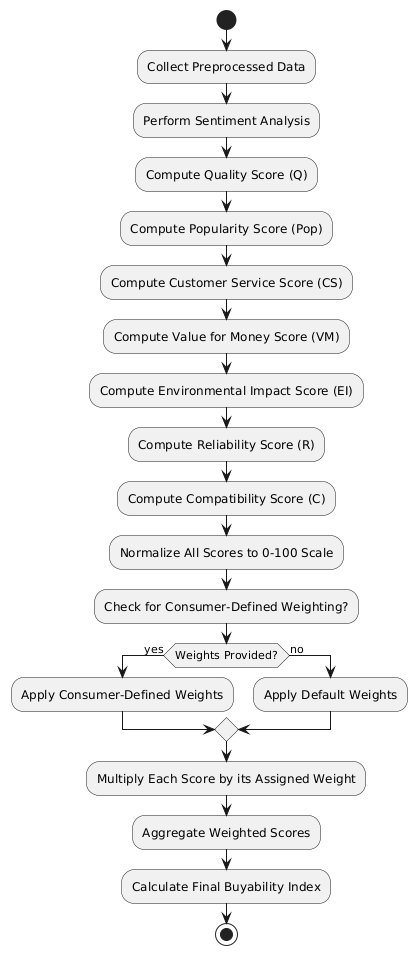 Collect Preprocessed Data
Perform Sentiment Analysis
Compute Quality Score (Q)
Compute Popularity Score (Pop)
Compute Customer Service Score (CS)
Compute Value for Money Score (VM)
Compute Environmental Impact Score (EI)
Compute Reliability Score (R)
Compute Compatibility Score (C)
Normalize All Scores to 0-100 Scale
Check for Consumer-Defined Weighting?
yes
Weights Provided?
no
Apply Consumer-Defined Weights
Apply Default Weights
Multiply Each Score by its Assigned Weight
Aggregate Weighted Scores
Calculate Final Buyability Index